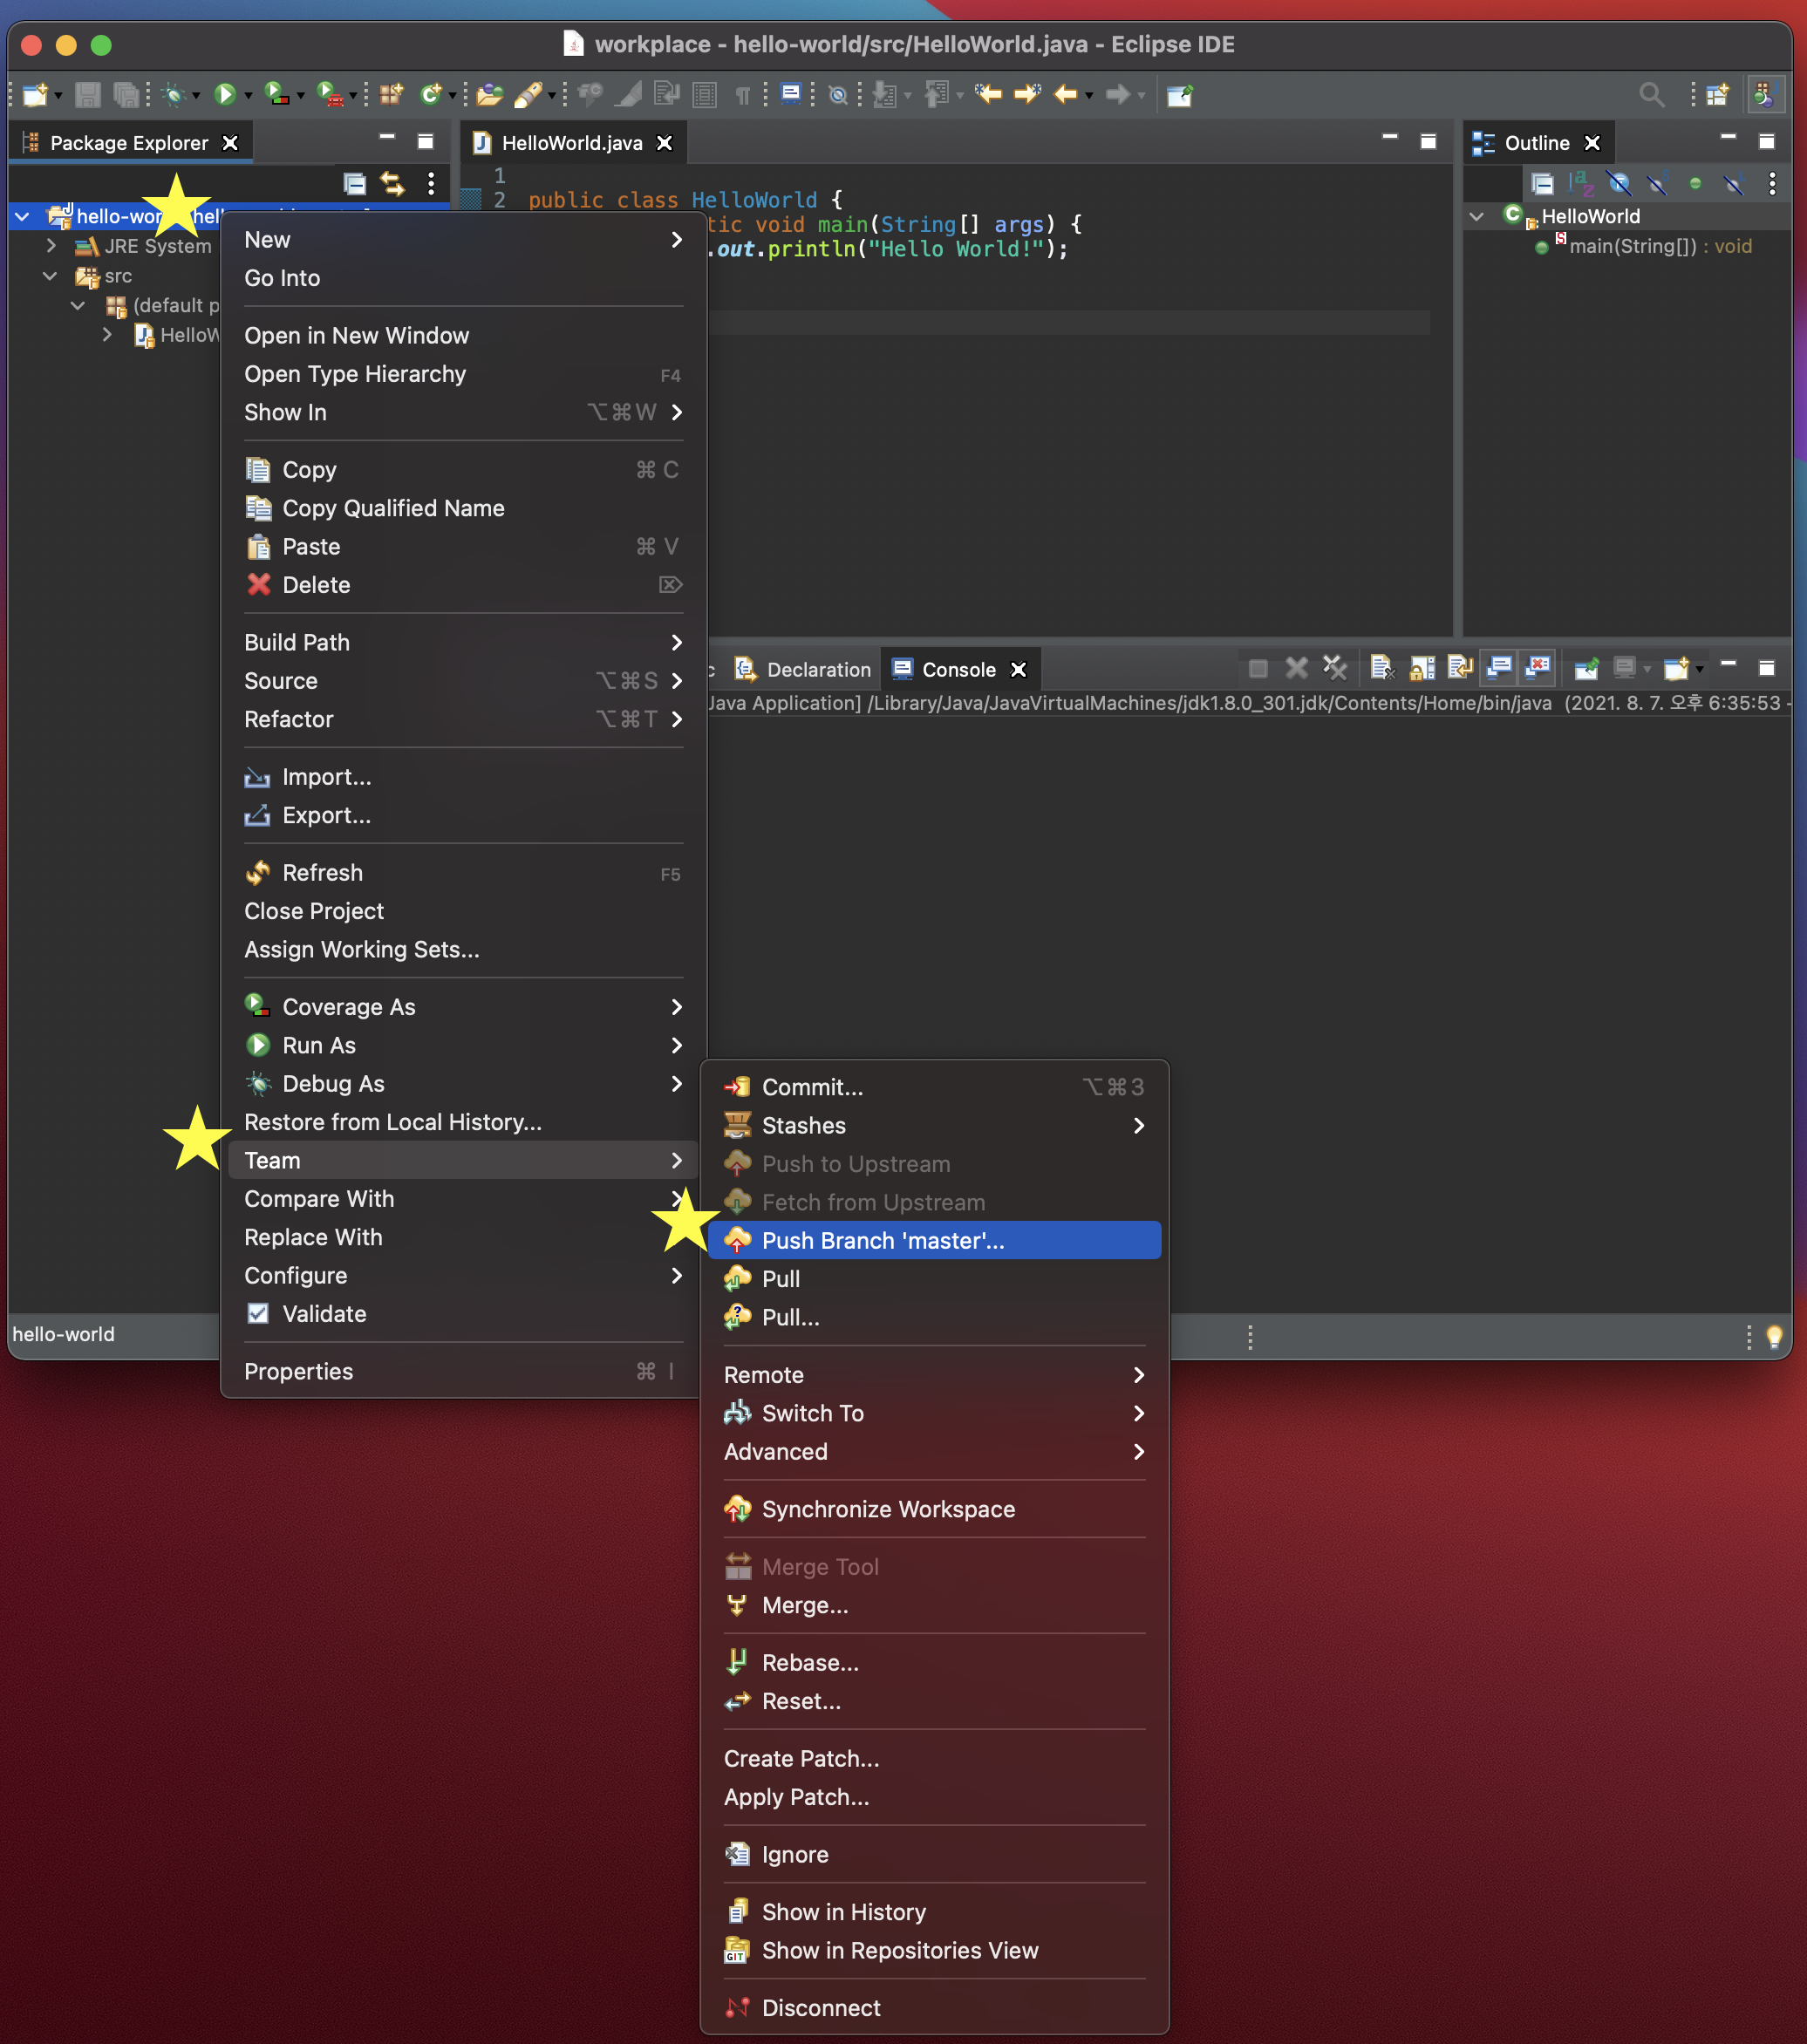 workplace - hello-world/src/HelloWorld.java - Eclipse IDE
Package Explorer
HelloWorld.java
Outline
1
2 public class HelloWorld {
tic void main(String[] args) {
.out.println("Hello World!");
JRE System
src
(default p
HelloW
HelloWorld
main(String[]) : void
New
Go Into
Open in New Window
Open Type Hierarchy F4
Show In ⌥⌘W
Copy ⌘ C
Copy Qualified Name
Paste ⌘ V
Delete ⌦
Build Path
Source ⌥⌘S
Refactor ⌥⌘T
Import...
Export...
Refresh F5
Close Project
Assign Working Sets...
Coverage As
Run As
Debug As
Restore from Local History...
Team
Compare With
Replace With
Configure
Validate
Properties ⌘ I
Declaration
Console
Java Application] /Library/Java/JavaVirtualMachines/jdk1.8.0_301.jdk/Contents/Home/bin/java (2021. 8. 7. 오후 6:35:53 -
Commit... ⌥⌘3
Stashes
Push to Upstream
Fetch from Upstream
Push Branch 'master'...
Pull
Pull...
Remote
Switch To
Advanced
Synchronize Workspace
Merge Tool
Merge...
Rebase...
Reset...
Create Patch...
Apply Patch...
Ignore
Show in History
Show in Repositories View
Disconnect
hello-world